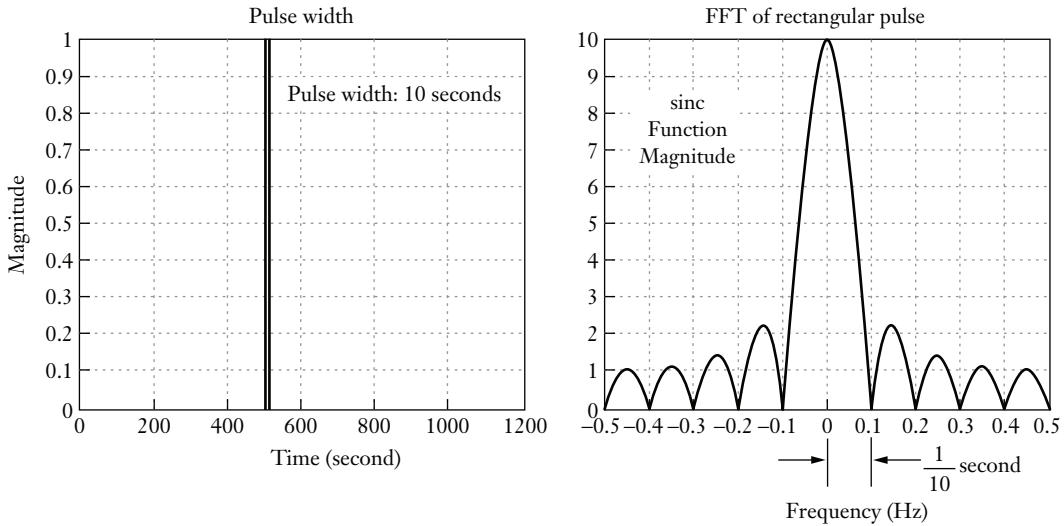 Pulse width
1
0.9
0.8
0.7
0.6
0.5
0.4
0.3
0.2
0.1
0
Magnitude
Pulse width: 10 seconds
0 200 400 600 800 1000 1200
Time (second)
FFT of rectangular pulse
10
9
8
7
6
5
4
3
2
1
0
sinc
Function
Magnitude
−0.5 −0.4 −0.3 −0.2 −0.1 0 0.1 0.2 0.3 0.4 0.5
1
10
second
Frequency (Hz)